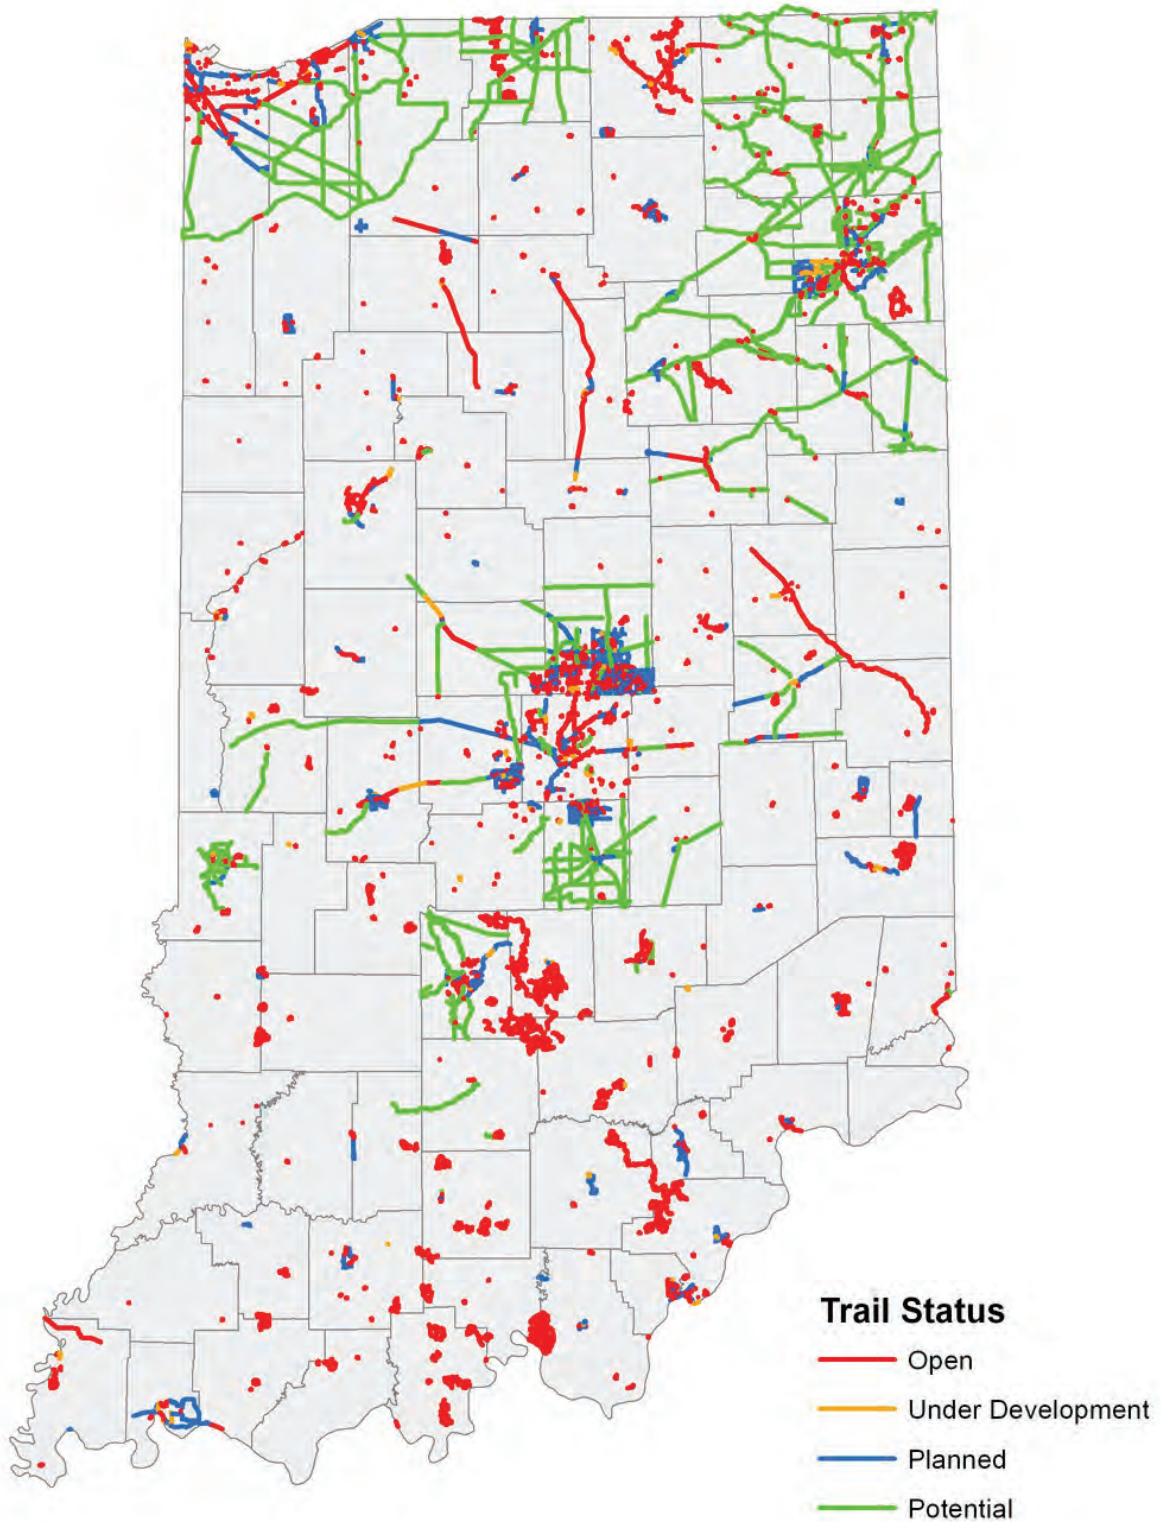 Trail Status
Open
Under Development
Planned
Potential